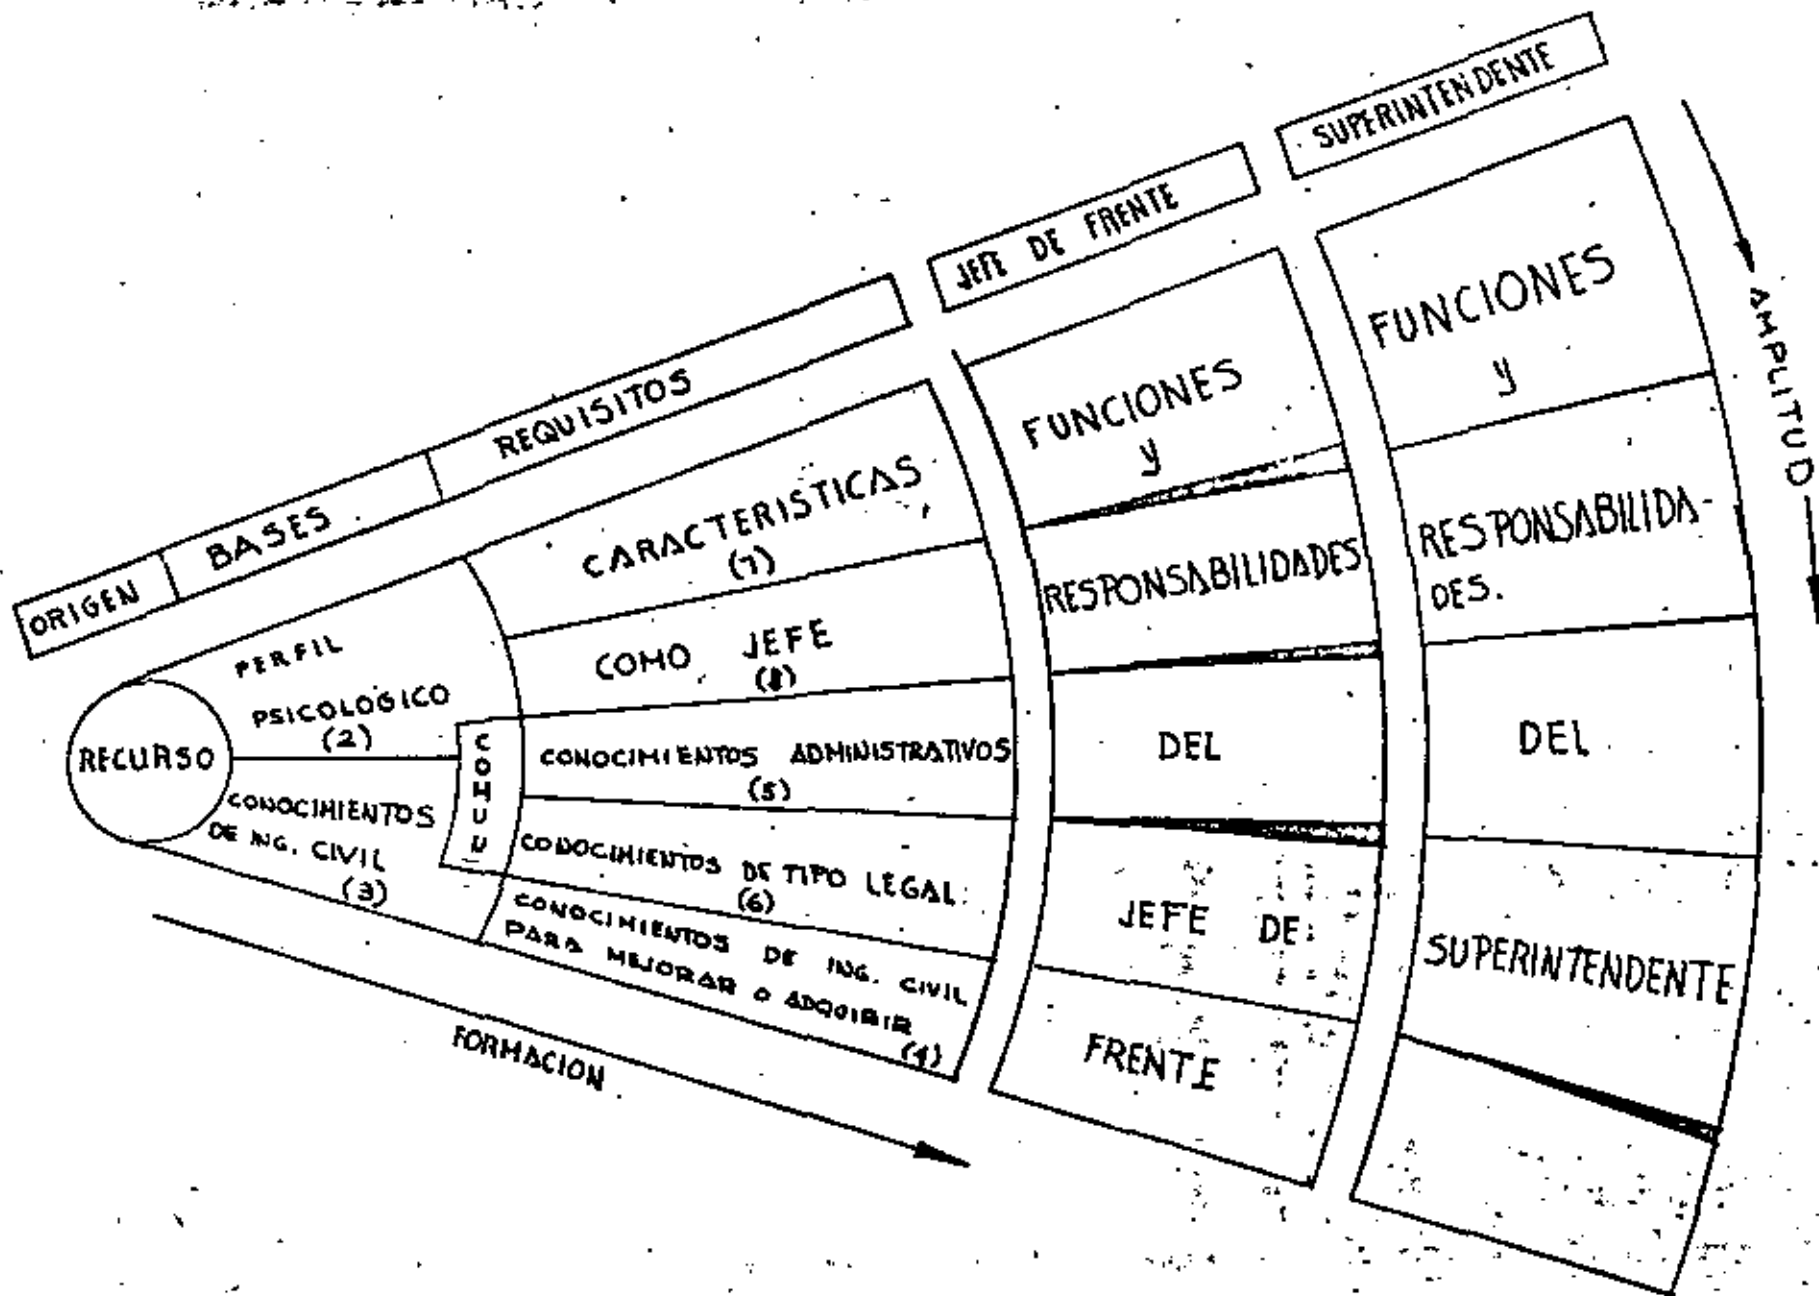 SUPERINTENDENTE
JEFE DE FRENTE
REQUISITOS
BASES
ORIGEN
RECURSO
PERFIL
PSICOLOGICO
(2)
CONOCIMIENTOS
DE ING. CIVIL
(3)
COMUN
CARACTERISTICAS
(7)
COMO JEFE
(8)
CONOCIMIENTOS ADMINISTRATIVOS
(5)
CONOCIMIENTOS DE TIPO LEGAL
(6)
CONOCIMIENTOS DE ING. CIVIL
PARA MEJORAR O ADQUIRIR
(4)
FORMACION
FUNCIONES
y
RESPONSABILIDADES
DEL
JEFE DE
FRENTE
FUNCIONES
y
RESPONSABILIDA-
DES.
DEL
SUPERINTENDENTE
AMPLITUD